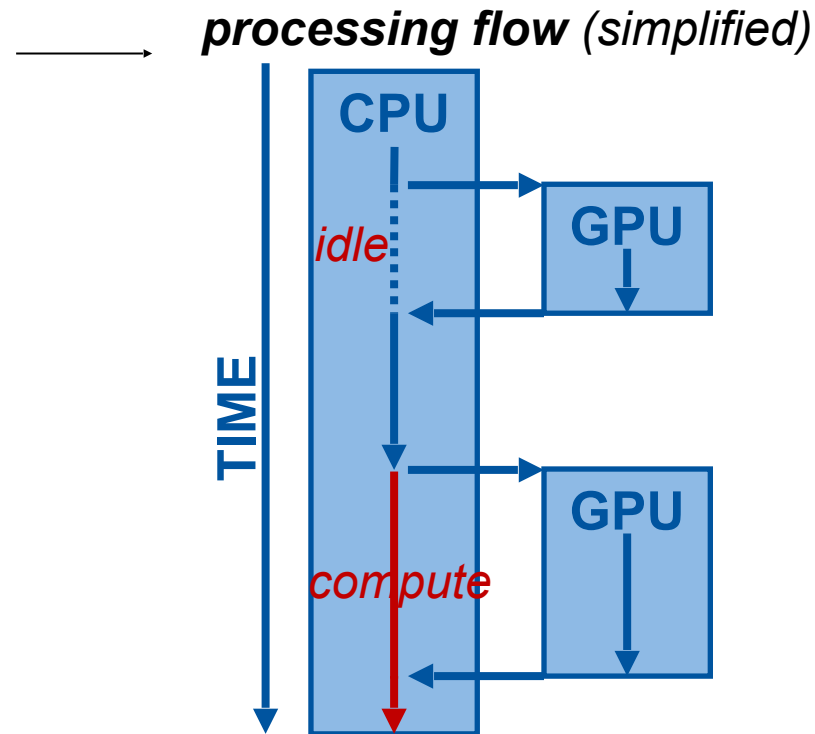 processing flow (simplified)
CPU
idle
GPU
TIME
GPU
compute